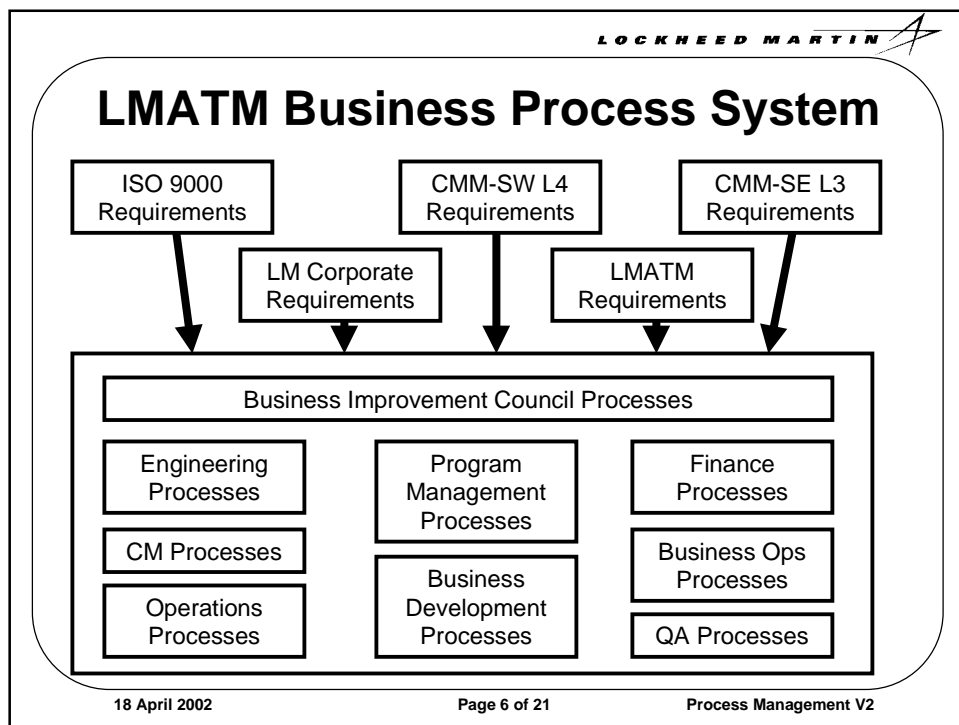 LOCKHEED MARTIN
LMATM Business Process System
ISO 9000
Requirements
CMM-SW L4
Requirements
CMM-SE L3
Requirements
LM Corporate
Requirements
LMATM
Requirements
Business Improvement Council Processes
Engineering
Processes
CM Processes
Operations
Processes
Program
Management
Processes
Business
Development
Processes
Finance
Processes
Business Ops
Processes
QA Processes
18 April 2002
Page 6 of 21
Process Management V2